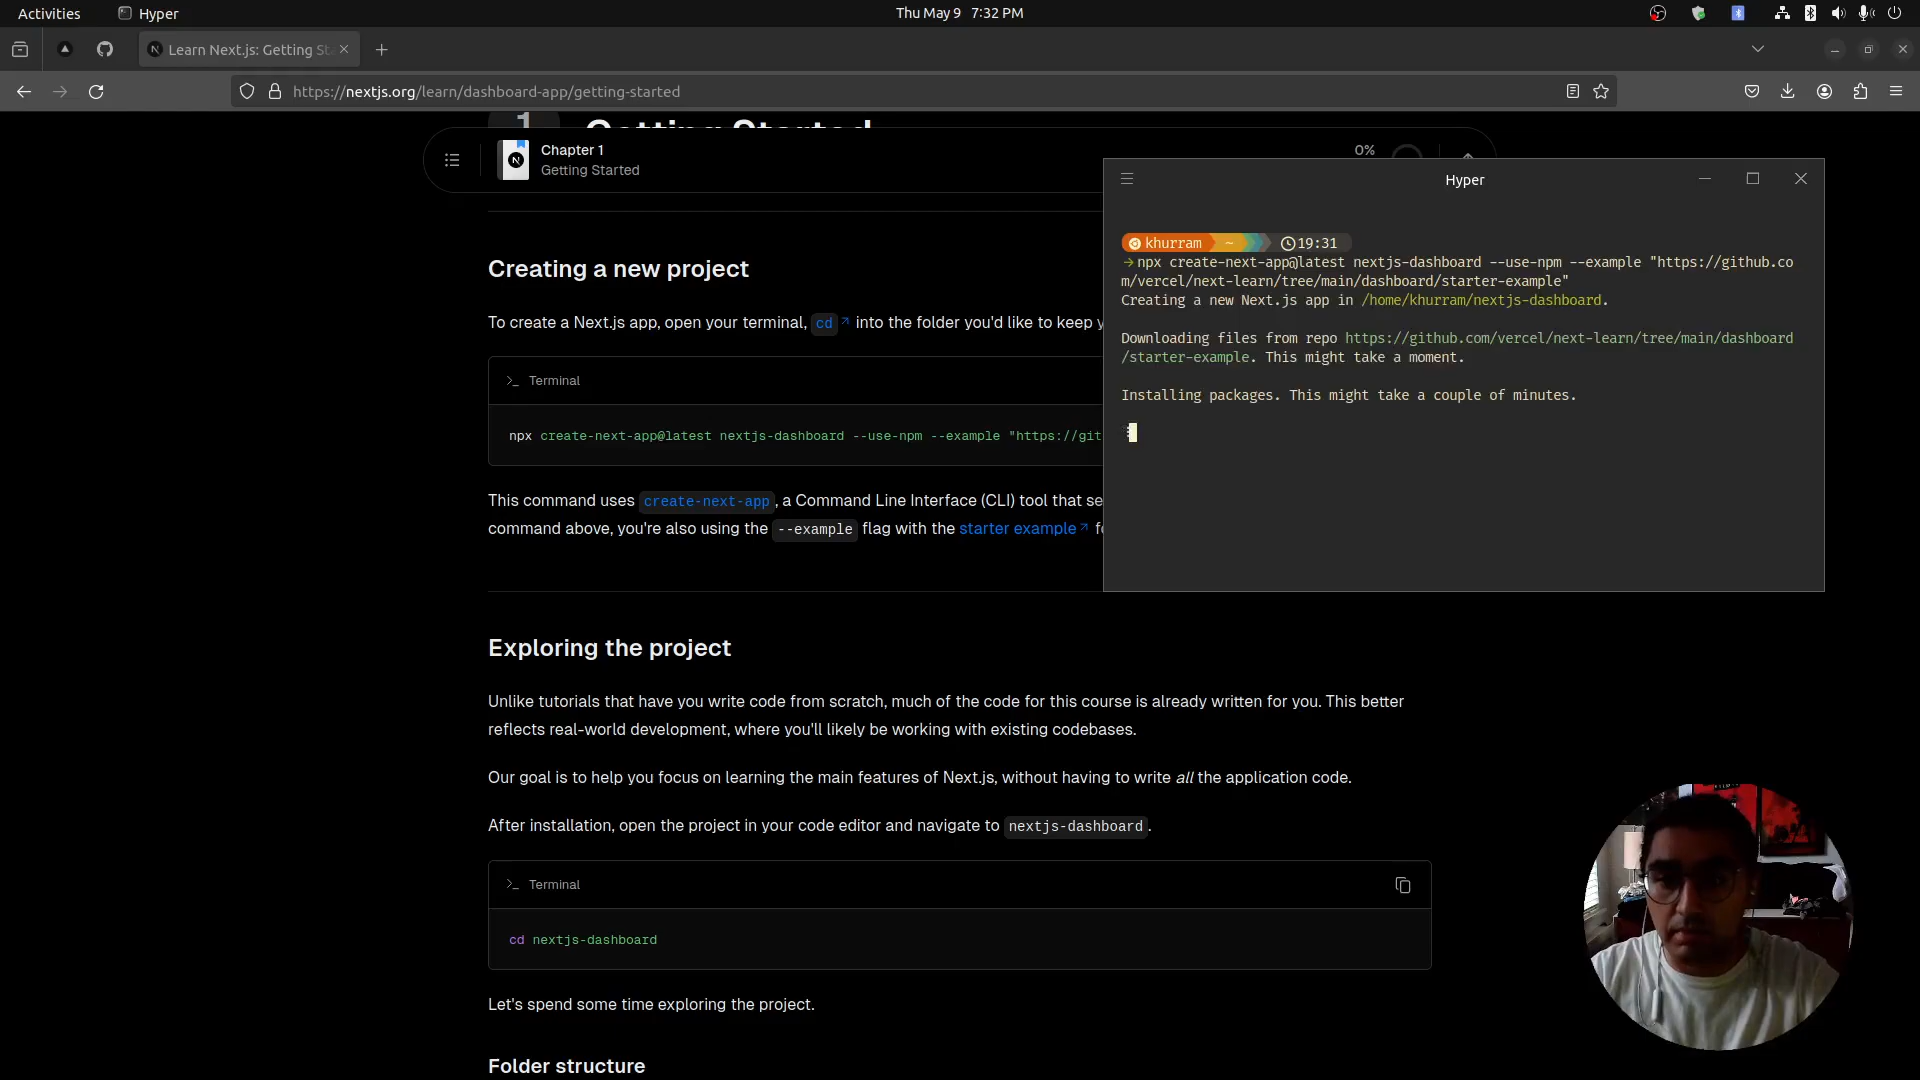 Activities
Hyper
Thu May 9 7:32 PM
Learn Next.js: Getting Sta
https://nextjs.org/learn/dashboard-app/getting-started
1
Getting Started
Chapter 1
Getting Started
0%
Creating a new project
To create a Next.js app, open your terminal, cd into the folder you'd like to keep y
Terminal
npx create-next-app@latest nextjs-dashboard --use-npm --example "https://git
This command uses create-next-app, a Command Line Interface (CLI) tool that se
command above, you're also using the --example flag with the starter example fo
Hyper
khurram ~ 19:31
npx create-next-app@latest nextjs-dashboard --use-npm --example "https://github.co
m/vercel/next-learn/tree/main/dashboard/starter-example"
Creating a new Next.js app in /home/khurram/nextjs-dashboard.
Downloading files from repo https://github.com/vercel/next-learn/tree/main/dashboard
/starter-example. This might take a moment.
Installing packages. This might take a couple of minutes.
Exploring the project
Unlike tutorials that have you write code from scratch, much of the code for this course is already written for you. This better
reflects real-world development, where you'll likely be working with existing codebases.
Our goal is to help you focus on learning the main features of Next.js, without having to write all the application code.
After installation, open the project in your code editor and navigate to nextjs-dashboard.
Terminal
cd nextjs-dashboard
Let's spend some time exploring the project.
Folder structure